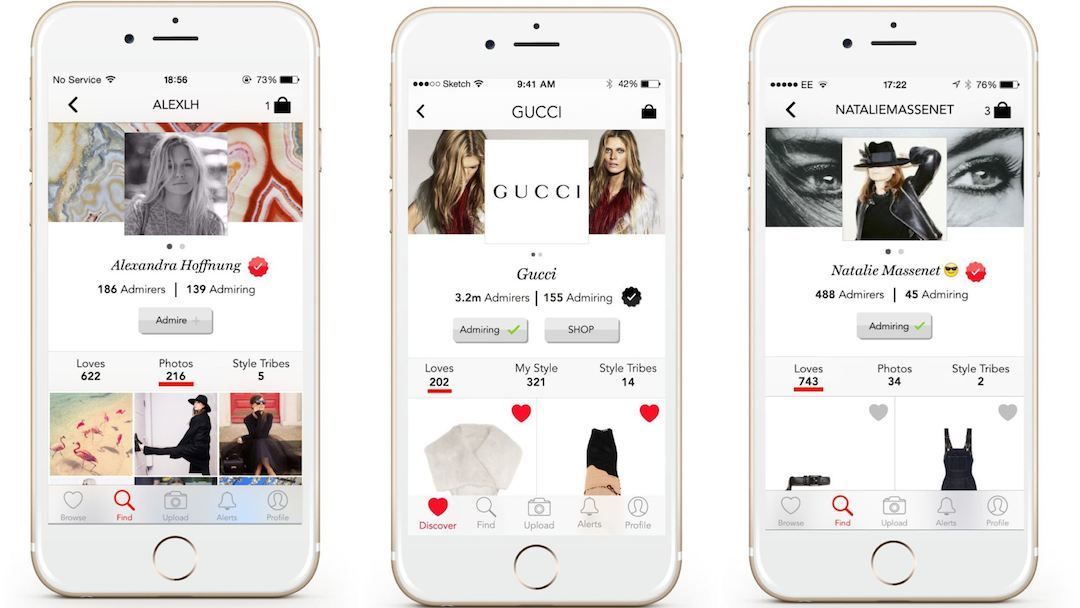 No Service 18:56 73%
ALEXLH 1
Alexandra Hoffnung
186 Admirers | 139 Admiring
Admire +
Loves Photos Style Tribes
622 216 5
Browse Find Upload Alerts Profile
Sketch 9:41 AM 42%
GUCCI
GUCCI
Gucci
3.2m Admirers | 155 Admiring
Admiring SHOP
Loves My Style Style Tribes
202 321 14
Discover Find Upload Alerts Profile
EE 17:22 76%
NATALIEMASSENET 3
Natalie Massenet 😎
488 Admirers | 45 Admiring
Admiring
Loves Photos Style Tribes
743 34 2
Browse Find Upload Alerts Profile